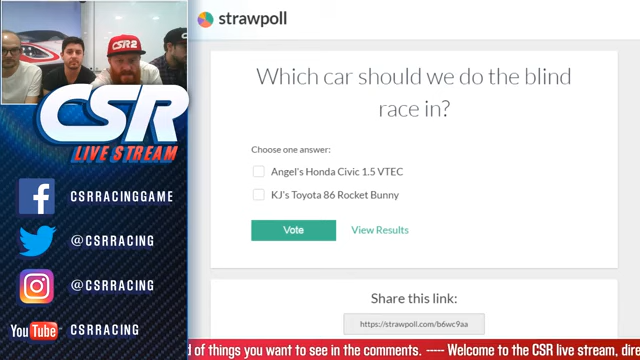 CSR2
CSR
LIVE STREAM
CSRRACINGGAME
@CSRRACING
@CSRRACING
You Tube
CSRRACING
strawpoll
Which car should we do the blind
race in?
Choose one answer:
Angel's Honda Civic 1.5 VTEC
KJ's Toyota 86 Rocket Bunny
Vote
View Results
Share this link:
https://strawpoll.com/b6wc9aa
d of things you want to see in the comments. ----- Welcome to the CSR live stream, dire